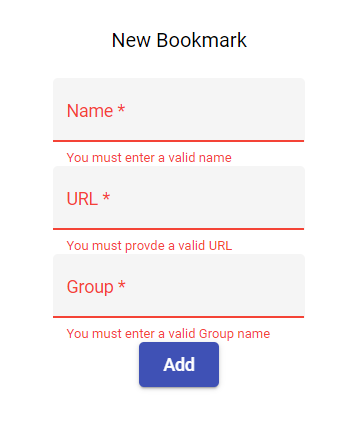 New Bookmark
Name *
You must enter a valid name
URL *
You must provde a valid URL
Group *
You must enter a valid Group name
Add